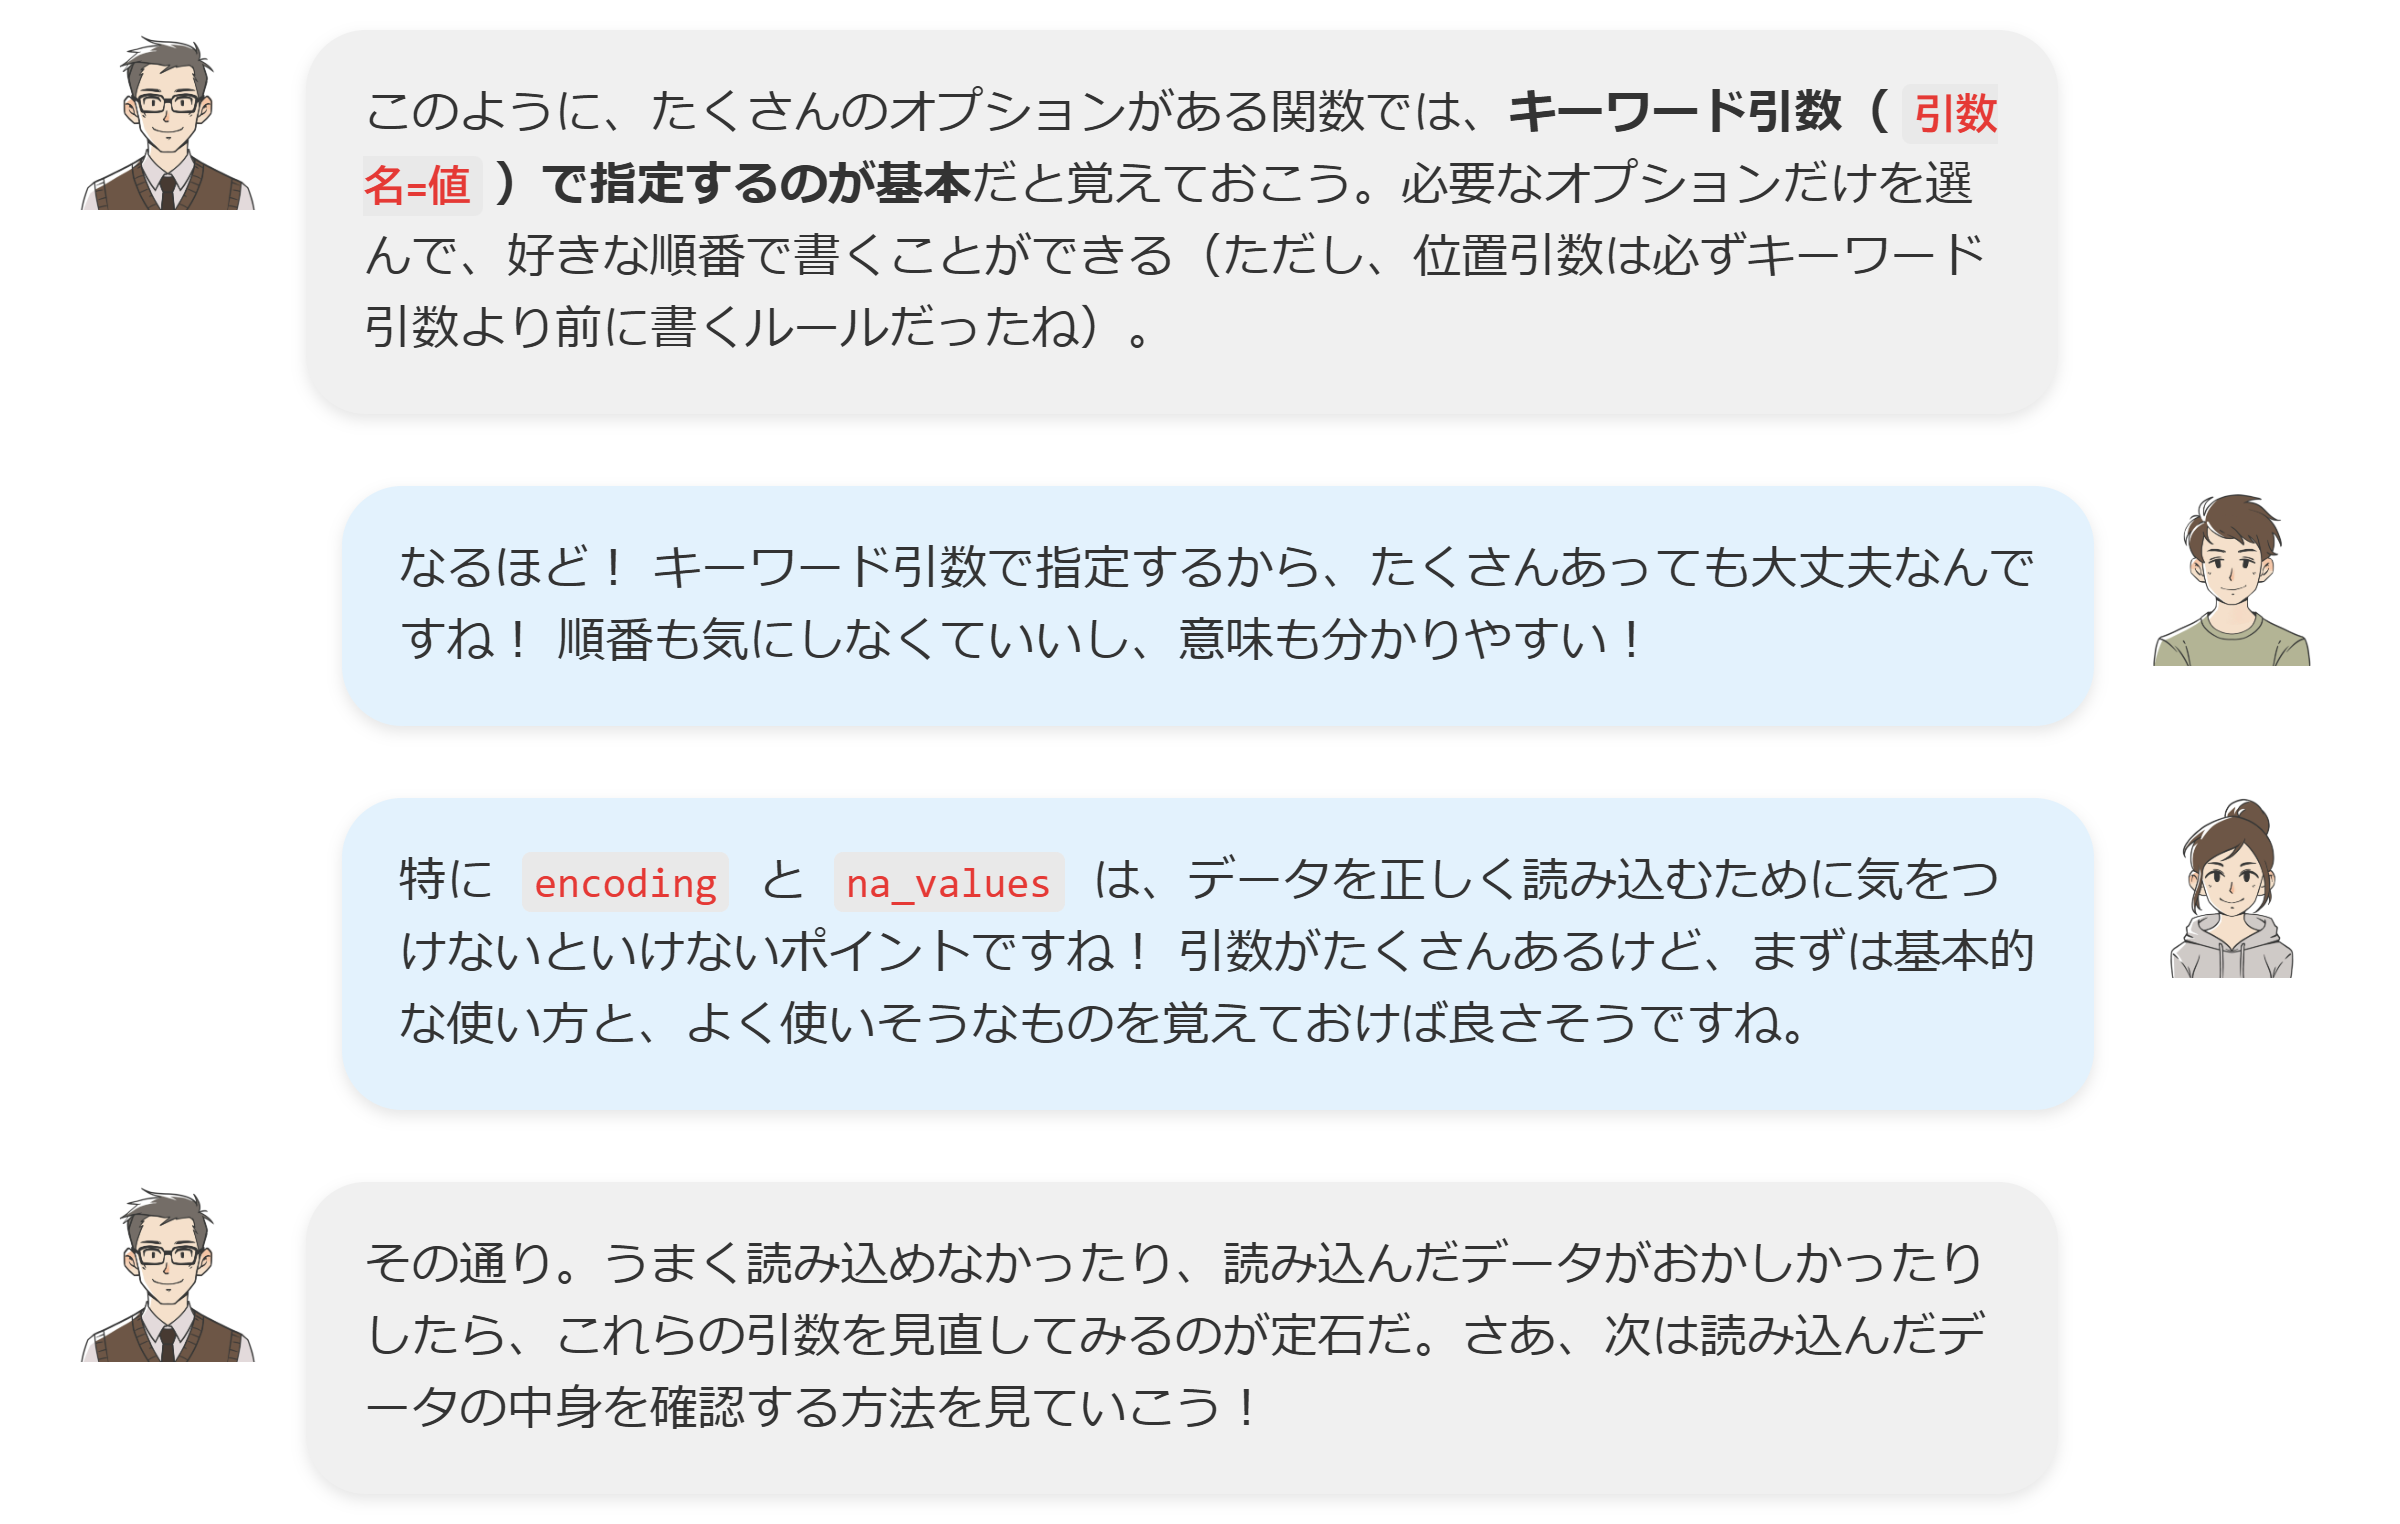 このように、たくさんのオプションがある関数では、キーワード引数（引数
名=値）で指定するのが基本だと覚えておこう。必要なオプションだけを選
んで、好きな順番で書くことができる（ただし、位置引数は必ずキーワード
引数より前に書くルールだったね）。
なるほど！ キーワード引数で指定するから、たくさんあっても大丈夫なんで
すね！ 順番も気にしなくていいし、意味も分かりやすい！
特に encoding と na_values は、データを正しく読み込むために気をつ
けないといけないポイントですね！ 引数がたくさんあるけど、まずは基本的
な使い方と、よく使いそうなものを覚えておけば良さそうですね。
その通り。うまく読み込めなかったり、読み込んだデータがおかしかったり
したら、これらの引数を見直してみるのが定石だ。さあ、次は読み込んだデ
ータの中身を確認する方法を見ていこう！